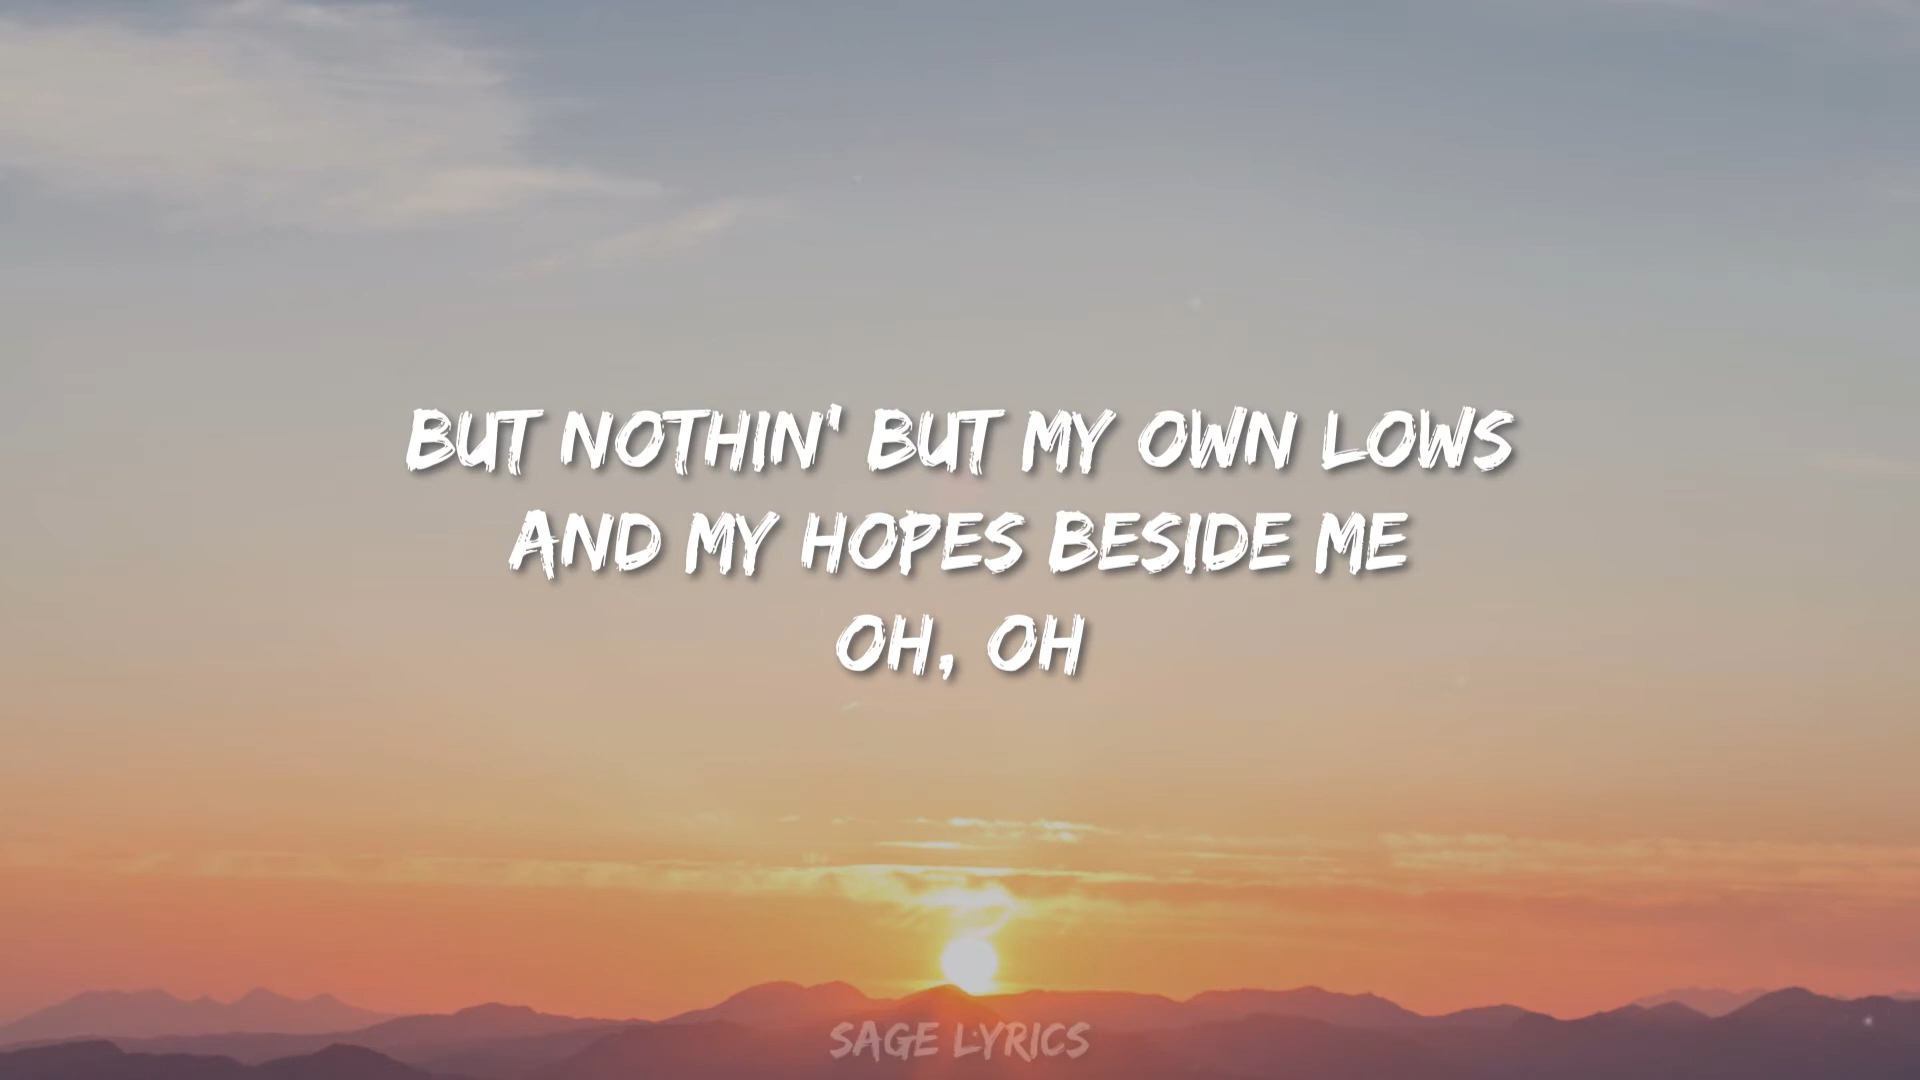 BUT NOTHIN' BUT MY OWN LOWS
AND MY HOPES BESIDE ME
OH, OH
SAGE LYRICS